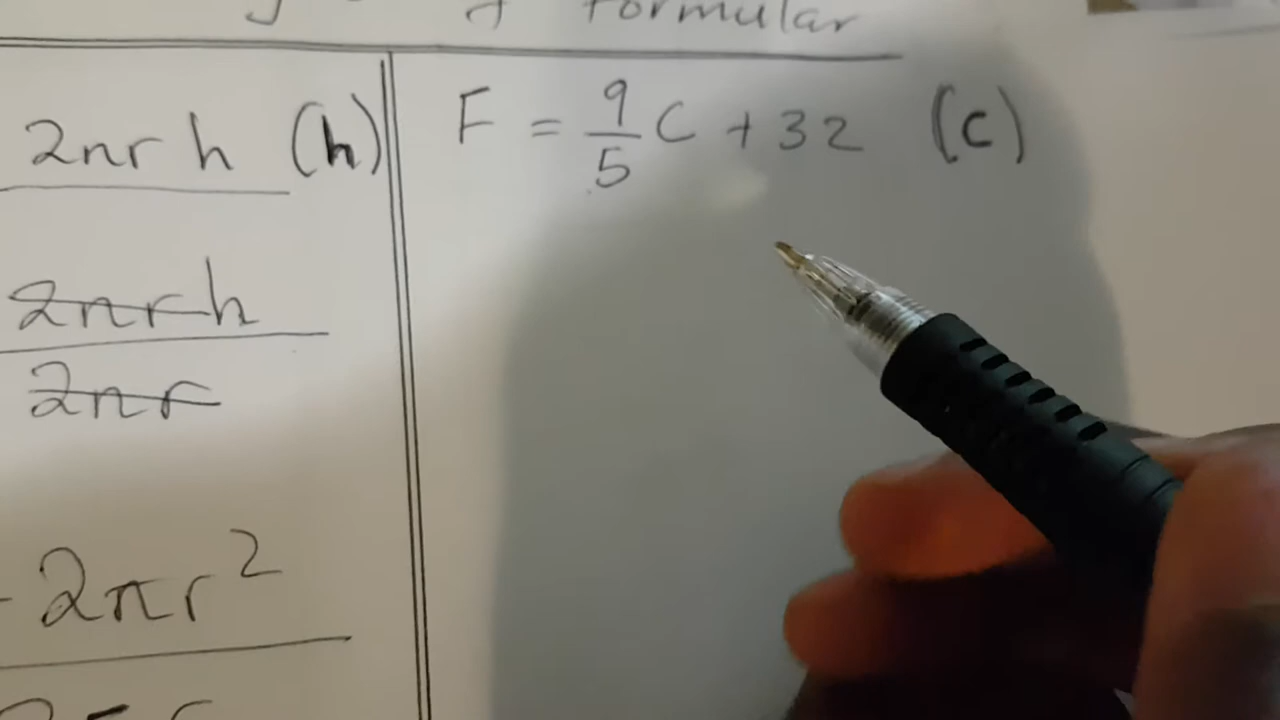 formular
2πrh (h)
2πrh
2πr
- 2πr²
F = 9/5 C + 32 (C)